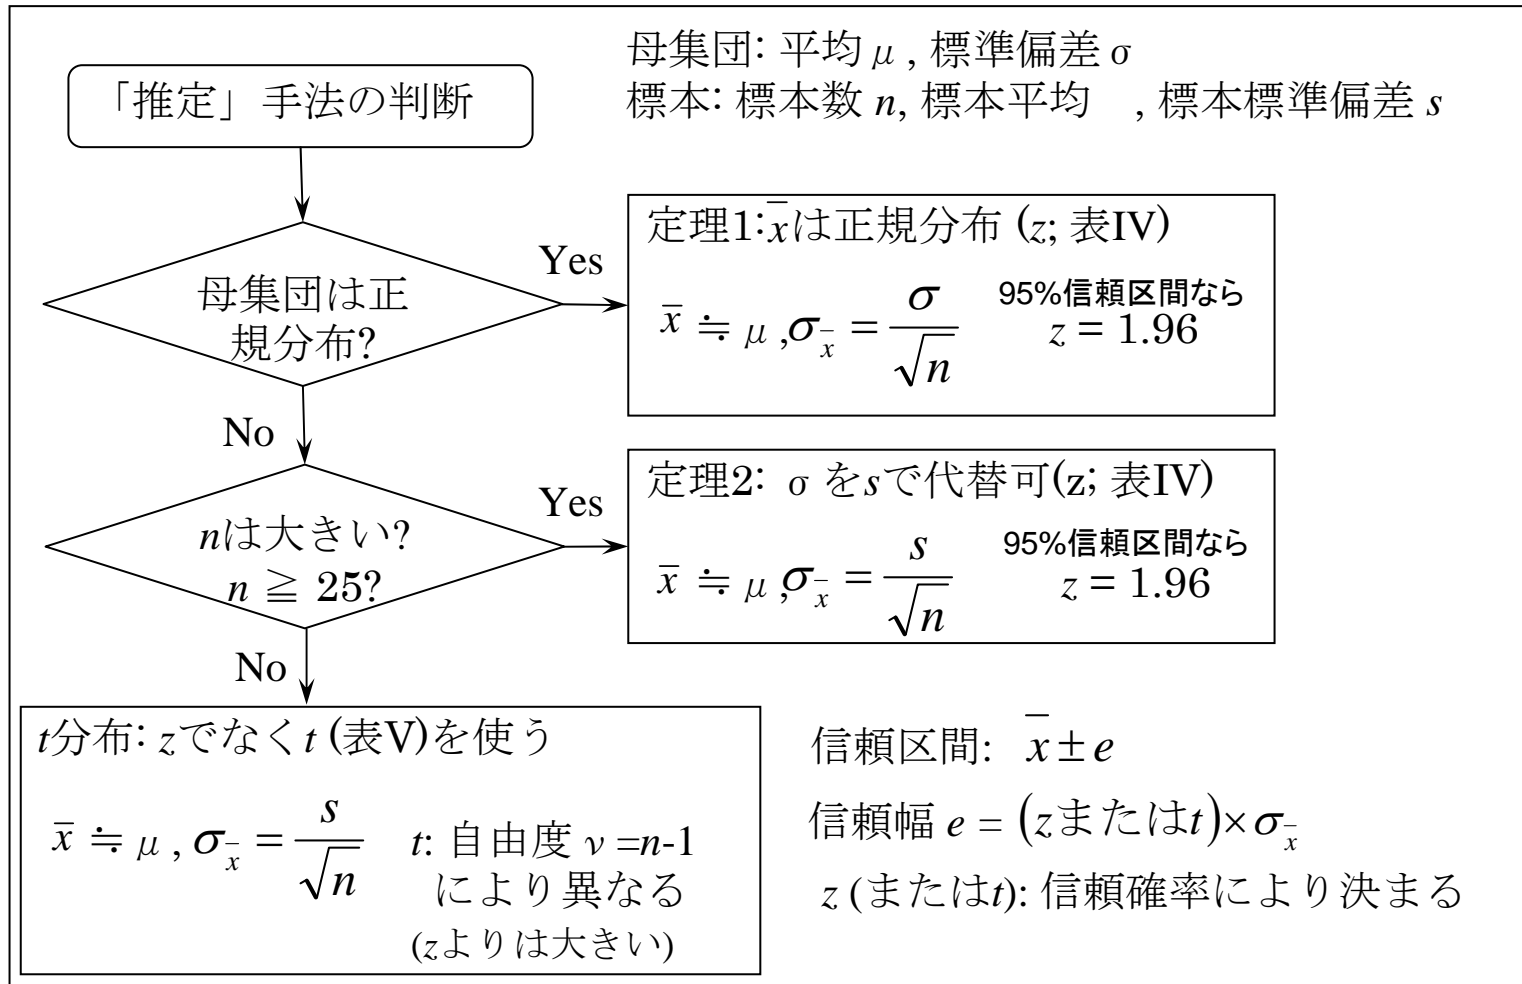 母集団: 平均 μ , 標準偏差 σ
標本: 標本数 n, 標本平均 , 標本標準偏差 s
「推定」手法の判断
母集団は正
規分布?
Yes
定理1:x̅は正規分布 (z; 表IV)
x̅ ≒ μ ,σx̅ = σ/√n
95%信頼区間なら
z = 1.96
No
nは大きい?
n ≧ 25?
Yes
定理2: σ をsで代替可(z; 表IV)
x̅ ≒ μ ,σx̅ = s/√n
95%信頼区間なら
z = 1.96
No
t分布: zでなくt (表V)を使う
x̅ ≒ μ , σx̅ = s/√n
t: 自由度 ν =n-1
により異なる
(zよりは大きい)
信頼区間: x̅ ± e
信頼幅 e = (zまたはt)×σx̅
z (またはt): 信頼確率により決まる